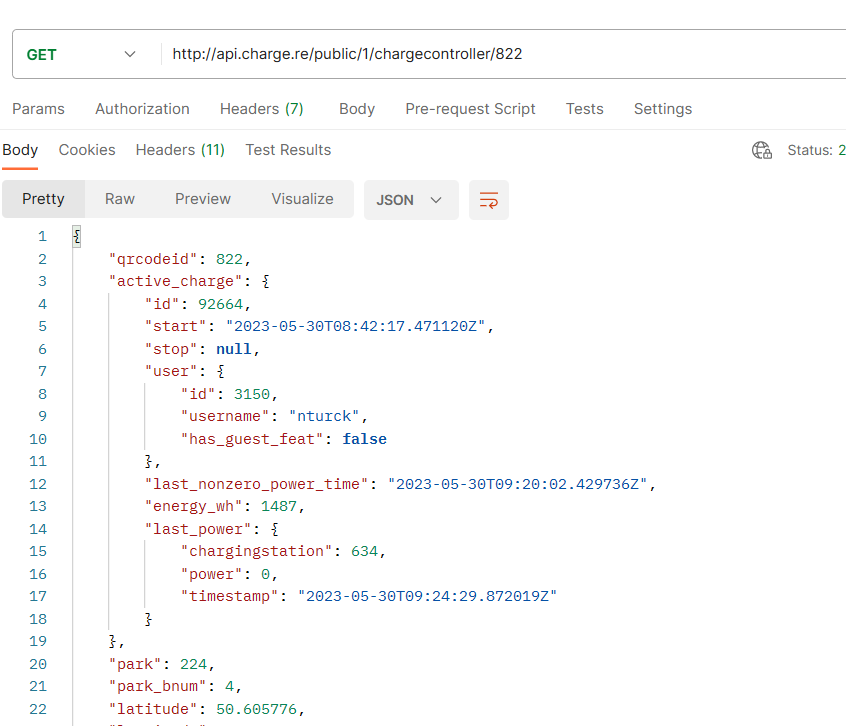 GET http://api.charge.re/public/1/chargecontroller/822
Params Authorization Headers (7) Body Pre-request Script Tests Settings
Body Cookies Headers (11) Test Results Status: 2
Pretty Raw Preview Visualize JSON
1 {
2 "qrcodeid": 822,
3 "active_charge": {
4 "id": 92664,
5 "start": "2023-05-30T08:42:17.471120Z",
6 "stop": null,
7 "user": {
8 "id": 3150,
9 "username": "nturck",
10 "has_guest_feat": false
11 },
12 "last_nonzero_power_time": "2023-05-30T09:20:02.429736Z",
13 "energy_wh": 1487,
14 "last_power": {
15 "chargingstation": 634,
16 "power": 0,
17 "timestamp": "2023-05-30T09:24:29.872019Z"
18 }
19 },
20 "park": 224,
21 "park_bnum": 4,
22 "latitude": 50.605776,